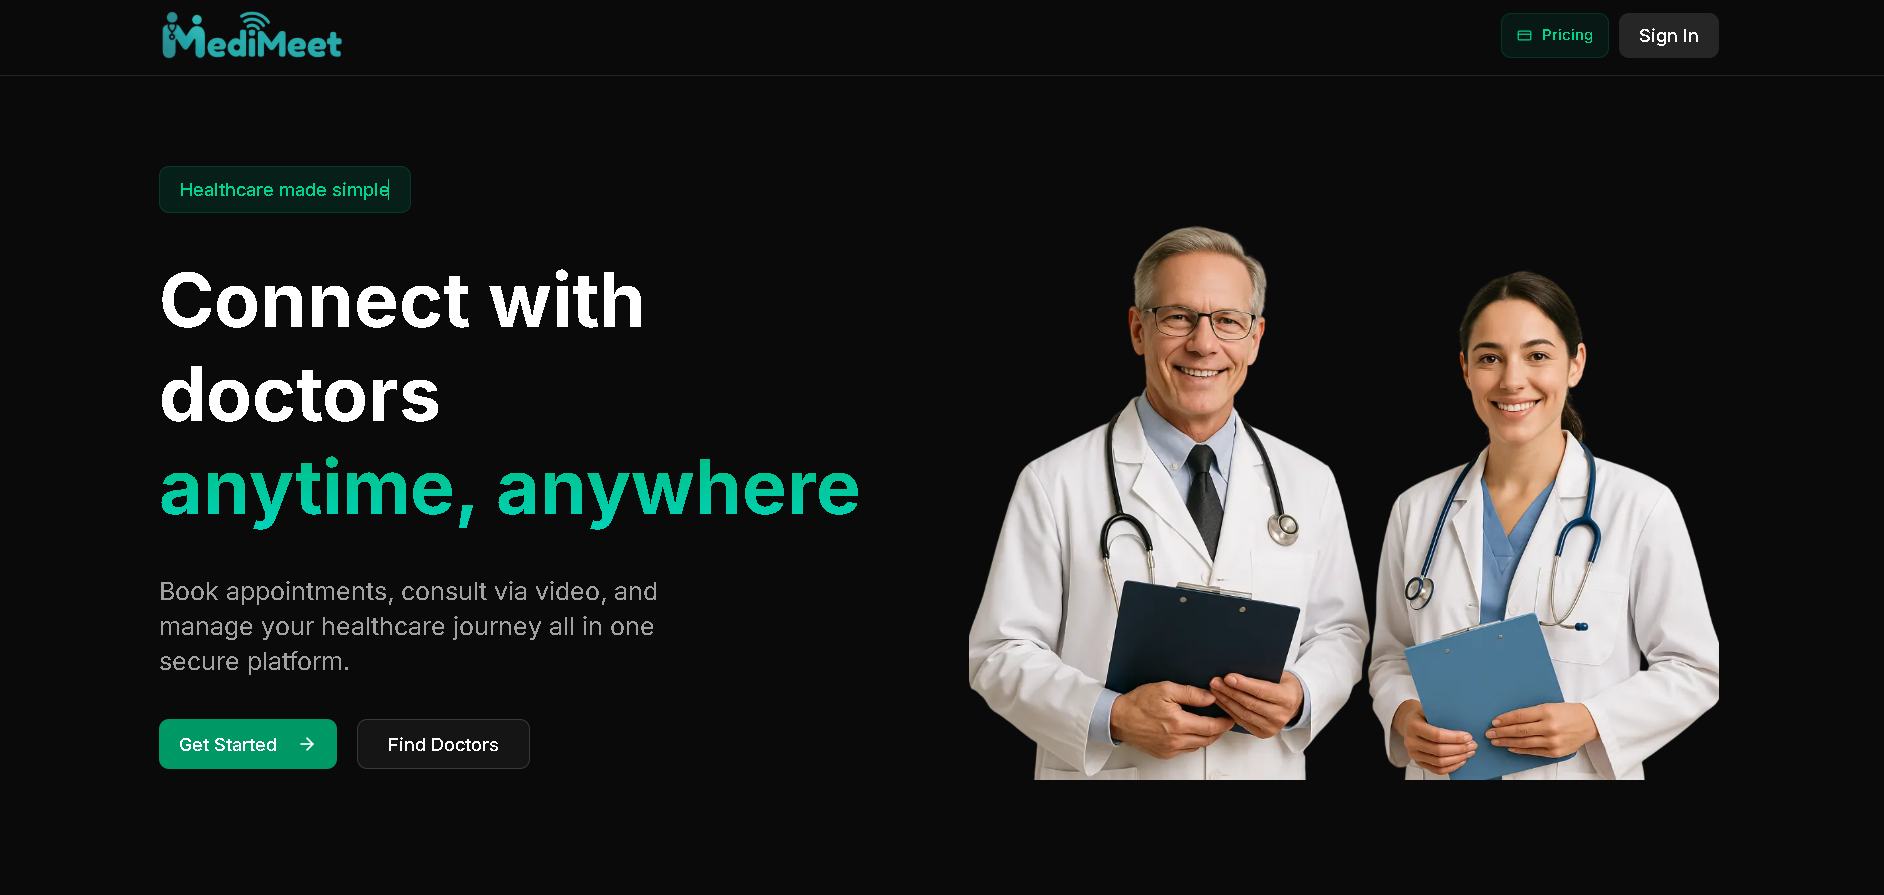 MediMeet
Pricing
Sign In
Healthcare made simple
Connect with
doctors
anytime, anywhere
Book appointments, consult via video, and
manage your healthcare journey all in one
secure platform.
Get Started
Find Doctors